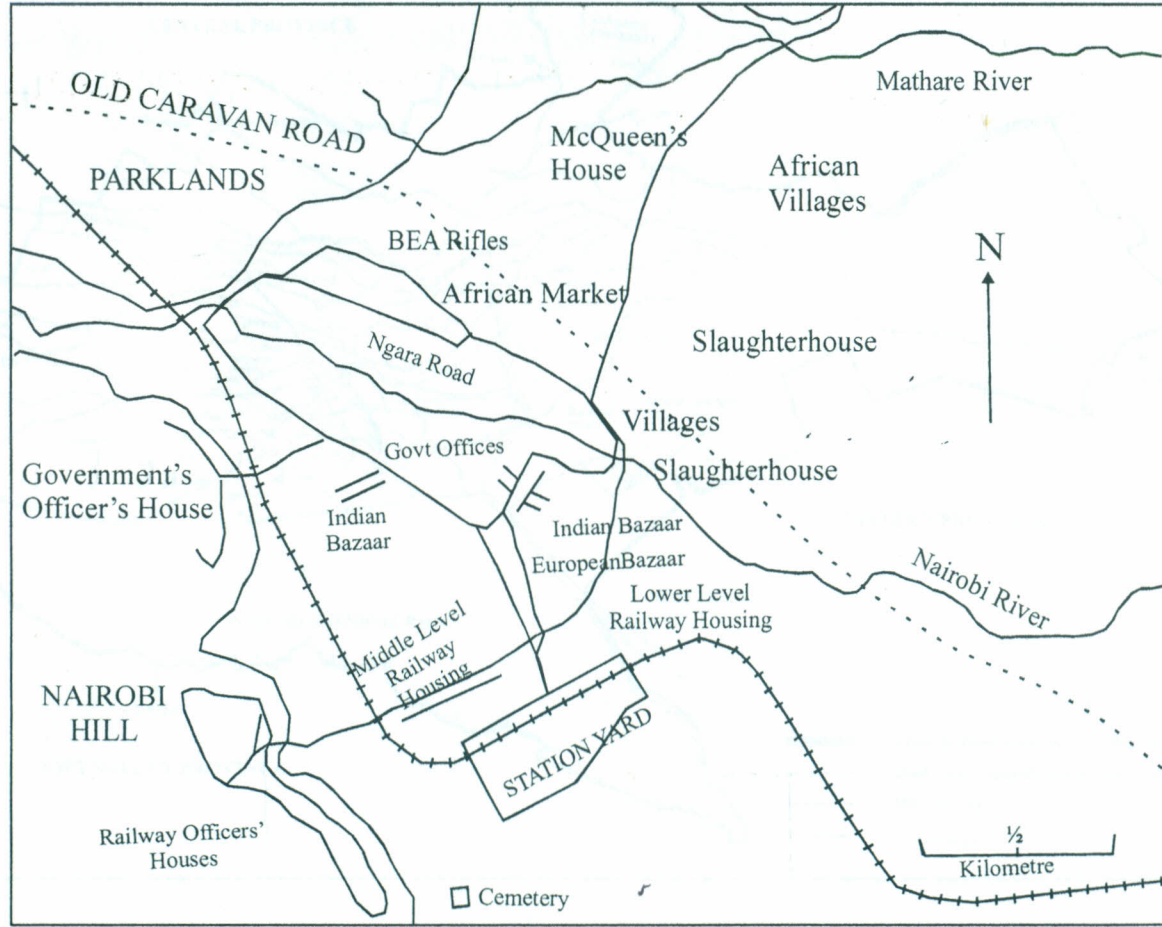 Mathare River
OLD CARAVAN ROAD
McQueen's
House
African
Villages
PARKLANDS
BEA Rifles
N
African Market
Ngara Road
Slaughterhouse
Villages
Govt Offices
Slaughterhouse
Government's
Officer's House
Indian
Bazaar
Indian Bazaar
EuropeanBazaar
Nairobi River
Lower Level
Railway Housing
Middle Level
Railway
Housing
NAIROBI
HILL
STATION YARD
Railway Officers'
Houses
½
Kilometre
Cemetery